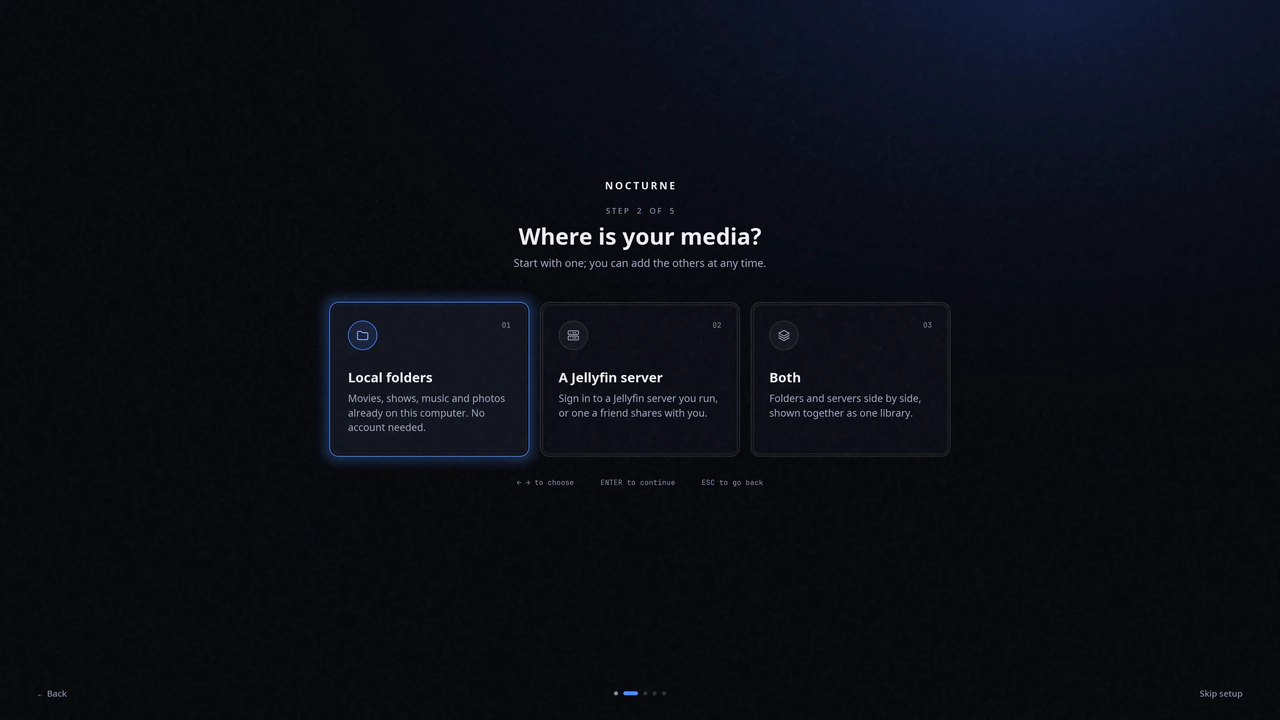 NOCTURNE
STEP 2 OF 5
Where is your media?
Start with one; you can add the others at any time.
01
Local folders
Movies, shows, music and photos
already on this computer. No
account needed.
02
A Jellyfin server
Sign in to a Jellyfin server you run,
or one a friend shares with you.
03
Both
Folders and servers side by side,
shown together as one library.
← → to choose ENTER to continue ESC to go back
← Back
Skip setup